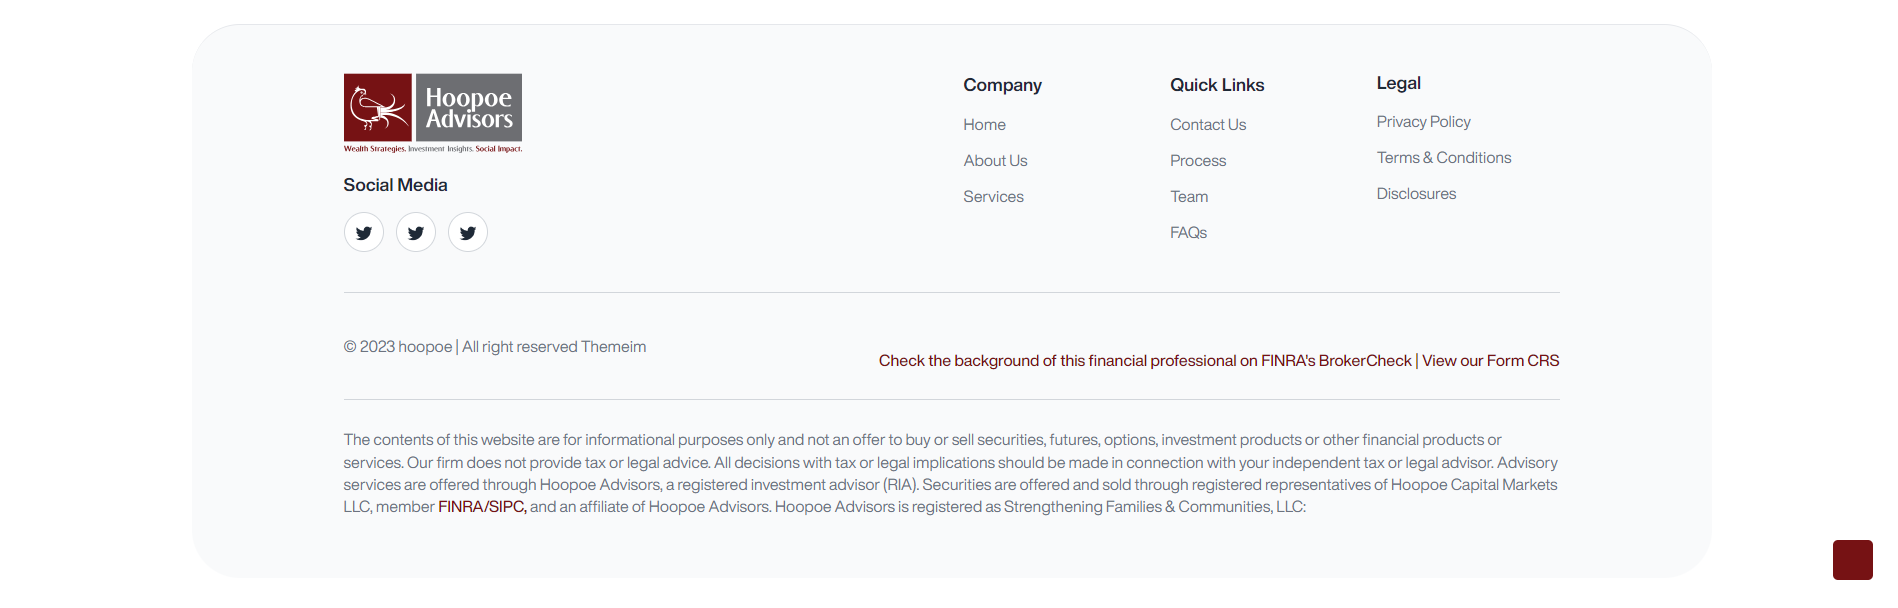 Hoopoe
Advisors
Wealth Strategies. Investment Insights. Social Impact.
Social Media
Company
Home
About Us
Services
Quick Links
Contact Us
Process
Team
FAQs
Legal
Privacy Policy
Terms & Conditions
Disclosures
© 2023 hoopoe | All right reserved Themeim
Check the background of this financial professional on FINRA's BrokerCheck | View our Form CRS
The contents of this website are for informational purposes only and not an offer to buy or sell securities, futures, options, investment products or other financial products or
services. Our firm does not provide tax or legal advice. All decisions with tax or legal implications should be made in connection with your independent tax or legal advisor. Advisory
services are offered through Hoopoe Advisors, a registered investment advisor (RIA). Securities are offered and sold through registered representatives of Hoopoe Capital Markets
LLC, member FINRA/SIPC, and an affiliate of Hoopoe Advisors. Hoopoe Advisors is registered as Strengthening Families & Communities, LLC: